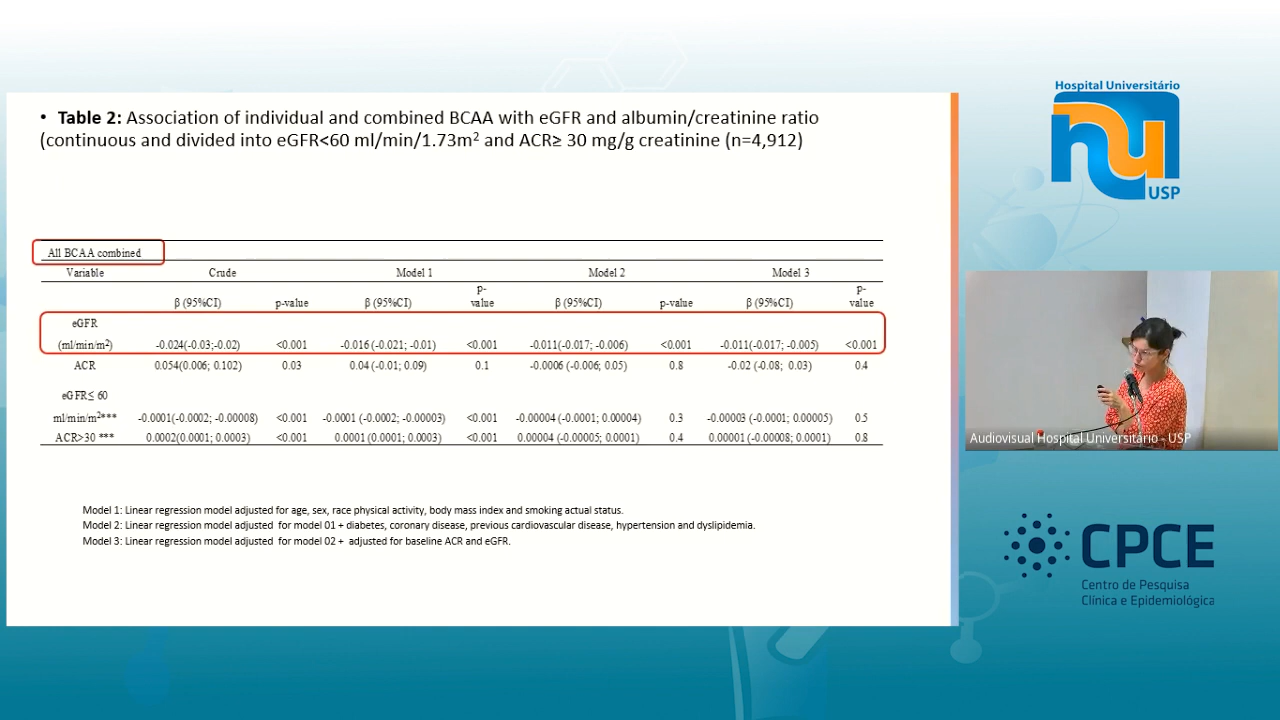 Hospital Universitário
USP
• Table 2: Association of individual and combined BCAA with eGFR and albumin/creatinine ratio
(continuous and divided into eGFR<60 ml/min/1.73m² and ACR≥ 30 mg/g creatinine (n=4,912)
All BCAA combined
Variable Crude Model 1 Model 2 Model 3
β (95%CI) p-value β (95%CI) p-value β (95%CI) p-value β (95%CI) p-value
eGFR
(ml/min/m²) -0.024(-0.03;-0.02) <0.001 -0.016 (-0.021; -0.01) <0.001 -0.011(-0.017; -0.006) <0.001 -0.011(-0.017; -0.005) <0.001
ACR 0.054(0.006; 0.102) 0.03 0.04 (-0.01; 0.09) 0.1 -0.0006 (-0.006; 0.05) 0.8 -0.02 (-0.08; 0.03) 0.4
eGFR≤ 60
ml/min/m²*** -0.0001(-0.0002; -0.00008) <0.001 -0.0001 (-0.0002; -0.00003) <0.001 -0.00004 (-0.0001; 0.00004) 0.3 -0.00003 (-0.0001; 0.00005) 0.5
ACR>30 *** 0.0002(0.0001; 0.0003) <0.001 0.0001 (0.0001; 0.0003) <0.001 0.00004 (-0.00005; 0.0001) 0.4 0.00001 (-0.00008; 0.0001) 0.8
Model 1: Linear regression model adjusted for age, sex, race physical activity, body mass index and smoking actual status.
Model 2: Linear regression model adjusted for model 01 + diabetes, coronary disease, previous cardiovascular disease, hypertension and dyslipidemia.
Model 3: Linear regression model adjusted for model 02 + adjusted for baseline ACR and eGFR.
Audiovisual Hospital Universitário - USP
CPCE
Centro de Pesquisa
Clínica e Epidemiológica